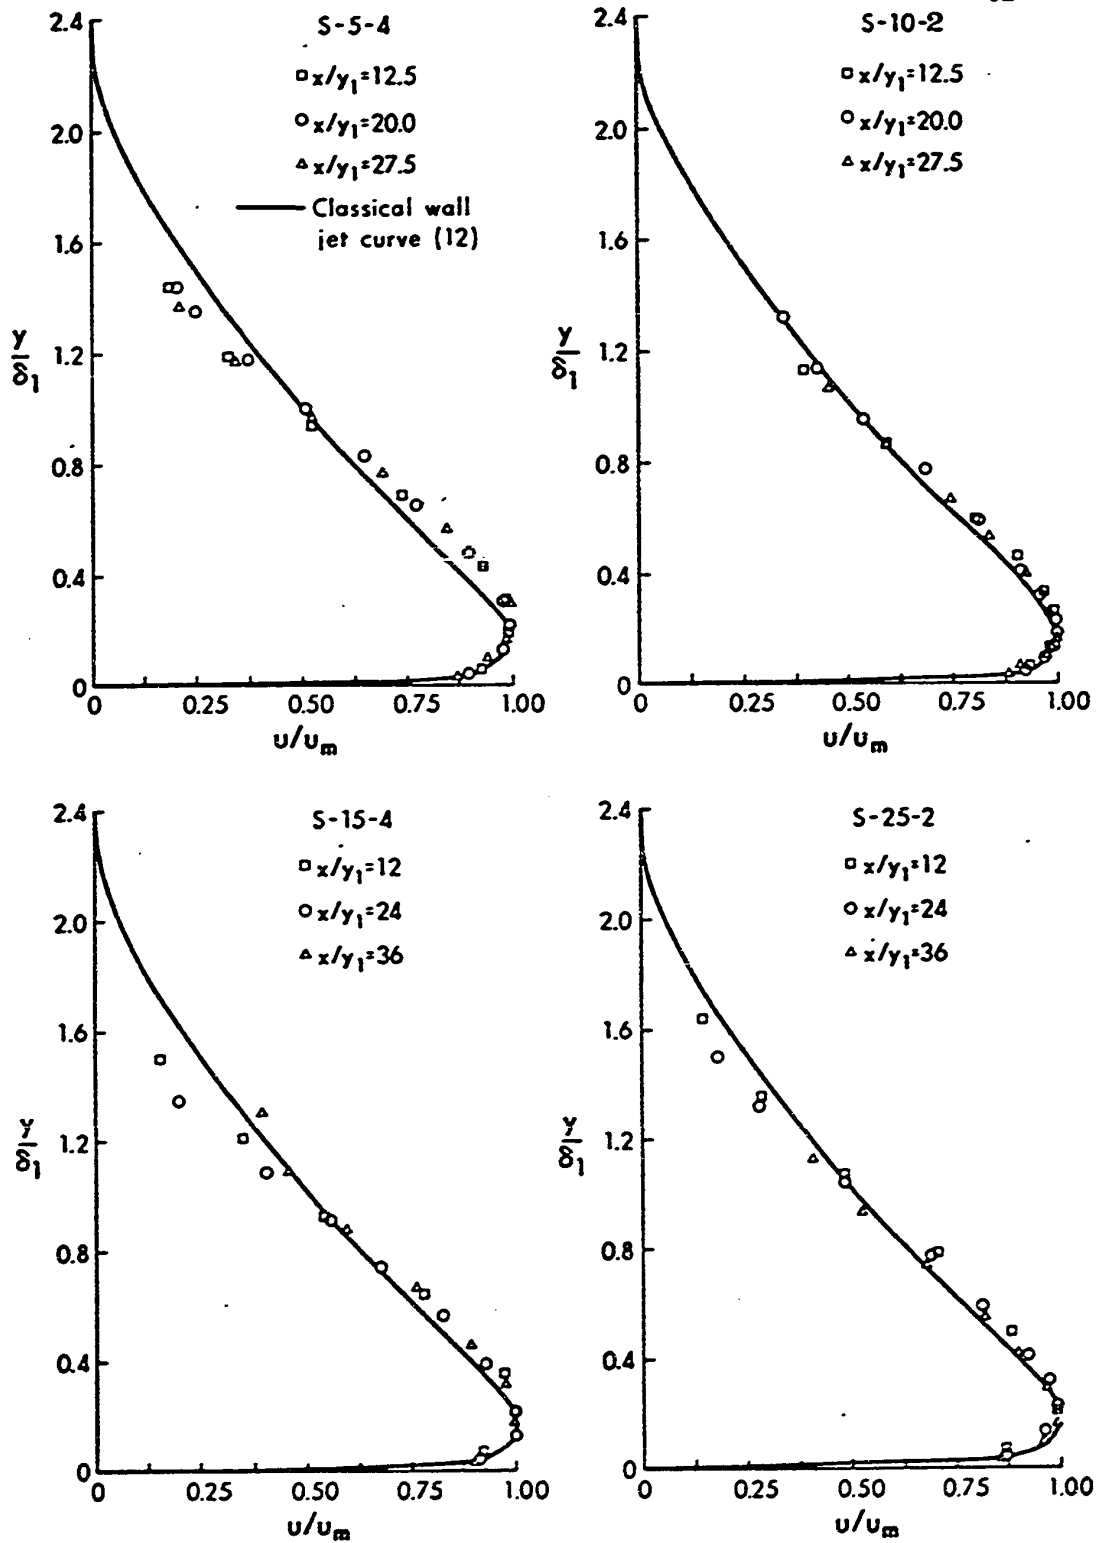 S-5-4
x/y1=12.5
x/y1=20.0
x/y1=27.5
Classical wall
jet curve (12)
2.4
2.0
1.6
1.2
0.8
0.4
0
y/δ1
0 0.25 0.50 0.75 1.00
u/um
S-10-2
x/y1=12.5
x/y1=20.0
x/y1=27.5
2.4
2.0
1.6
1.2
0.8
0.4
0
y/δ1
0 0.25 0.50 0.75 1.00
u/um
S-15-4
x/y1=12
x/y1=24
x/y1=36
2.4
2.0
1.6
1.2
0.8
0.4
0
y/δ1
0 0.25 0.50 0.75 1.00
u/um
S-25-2
x/y1=12
x/y1=24
x/y1=36
2.4
2.0
1.6
1.2
0.8
0.4
0
y/δ1
0 0.25 0.50 0.75 1.00
u/um